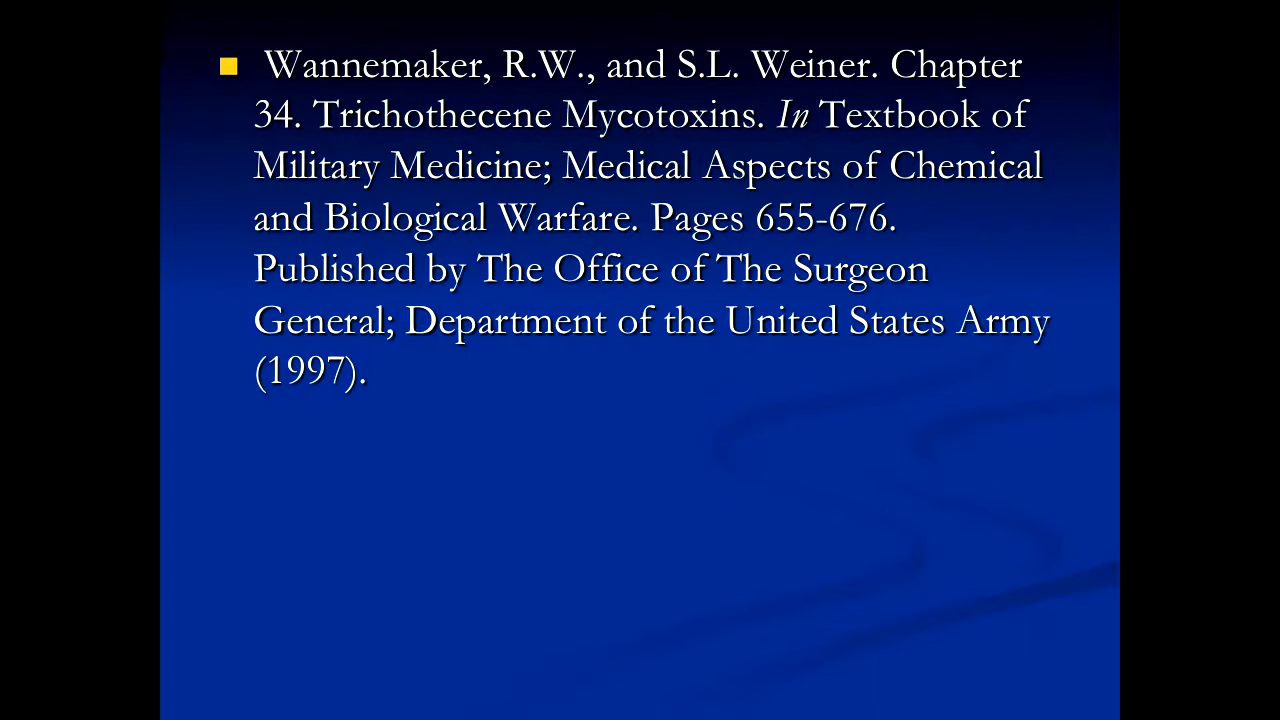 Wannemaker, R.W., and S.L. Weiner. Chapter
34. Trichothecene Mycotoxins. In Textbook of
Military Medicine; Medical Aspects of Chemical
and Biological Warfare. Pages 655-676.
Published by The Office of The Surgeon
General; Department of the United States Army
(1997).